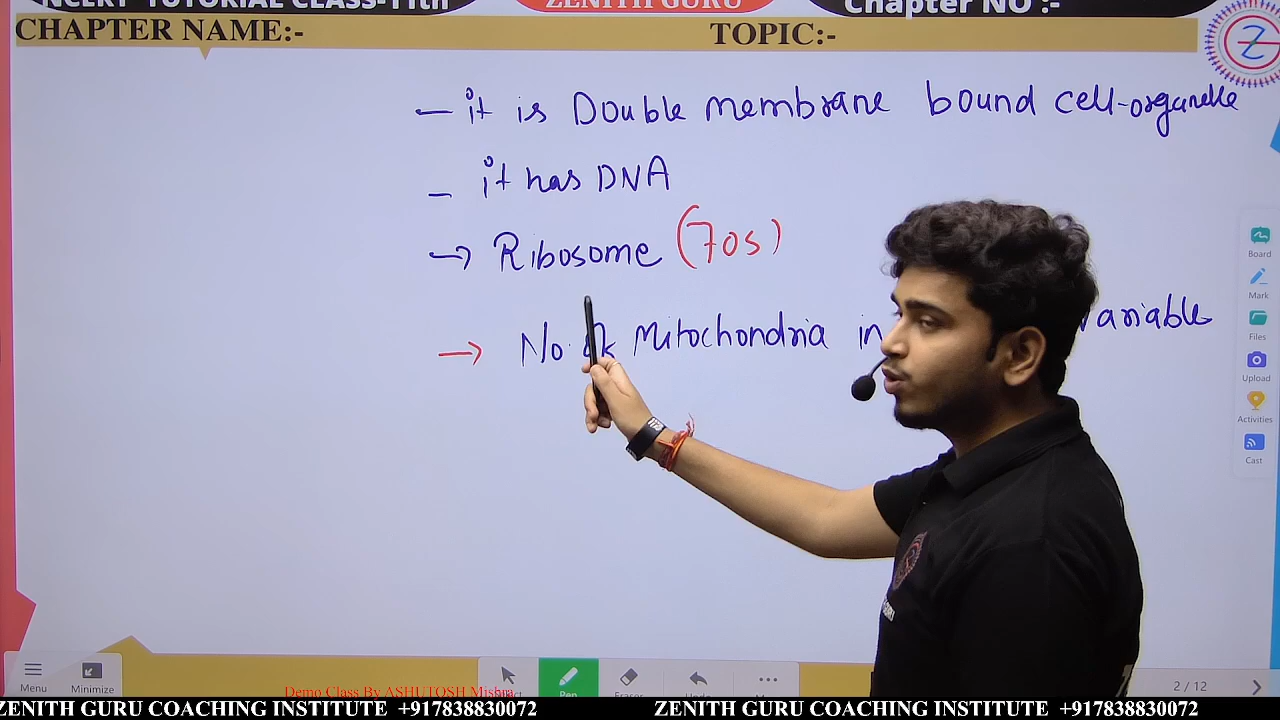 NCERT TUTORIAL CLASS-11th
ZENITH GURU
Chapter NO :-
CHAPTER NAME:-
TOPIC:-
- it is Double membrane bound cell-organelle
- it has DNA
→ Ribosome (70s)
→ No. of Mitochondria in variable
Board
Mark
Files
Upload
Activities
Cast
Menu
Minimize
Pen
Eraser
Undo
2 / 12
Demo Class By ASHUTOSH Mishra
ZENITH GURU COACHING INSTITUTE +917838830072
ZENITH GURU COACHING INSTITUTE +917838830072